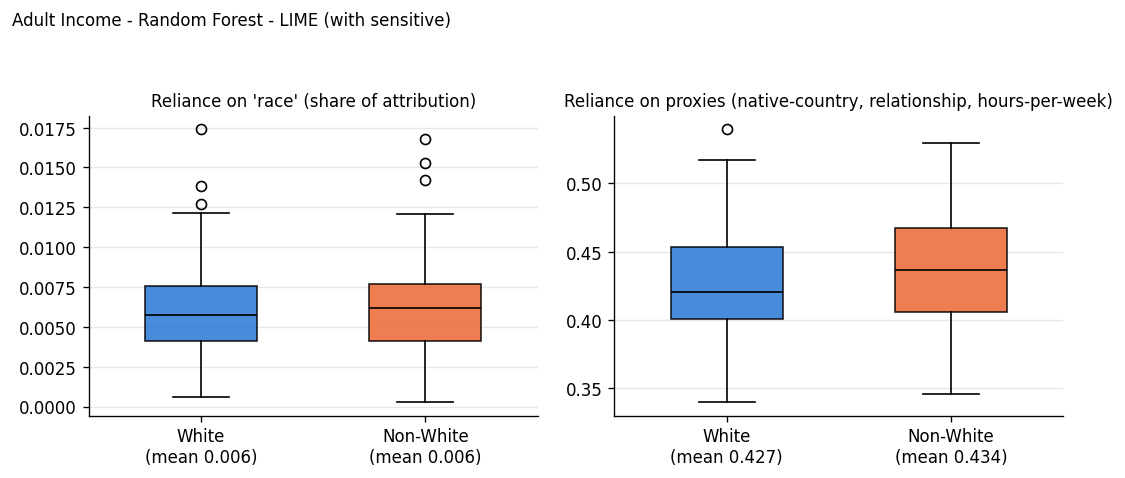 Adult Income - Random Forest - LIME (with sensitive)
Reliance on 'race' (share of attribution)
0.0175
0.0150
0.0125
0.0100
0.0075
0.0050
0.0025
0.0000
White
(mean 0.006)
Non-White
(mean 0.006)
Reliance on proxies (native-country, relationship, hours-per-week)
0.50
0.45
0.40
0.35
White
(mean 0.427)
Non-White
(mean 0.434)